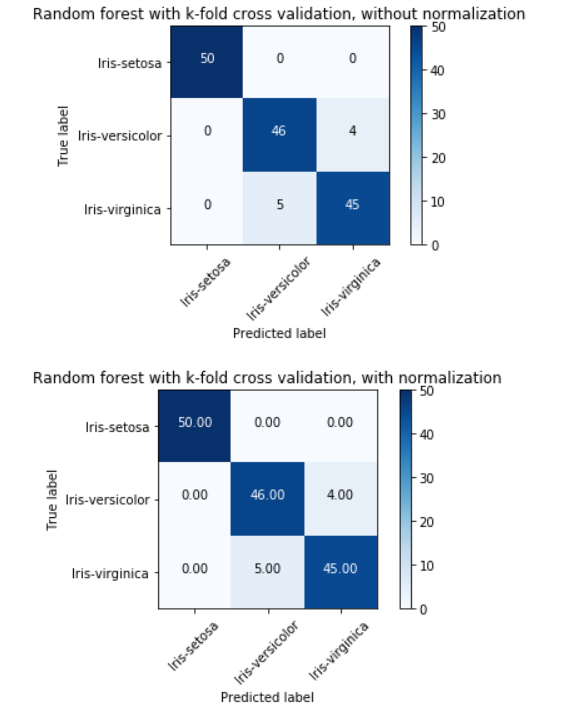 Random forest with k-fold cross validation, without normalization
50
Iris-setosa 50 0 0
40
30
Iris-versicolor 0 46 4
True label
20
10
Iris-virginica 0 5 45
0
Iris-setosa Iris-versicolor Iris-virginica
Predicted label
Random forest with k-fold cross validation, with normalization
50
Iris-setosa 50.00 0.00 0.00
40
30
Iris-versicolor 0.00 46.00 4.00
True label
20
10
Iris-virginica 0.00 5.00 45.00
0
Iris-setosa Iris-versicolor Iris-virginica
Predicted label